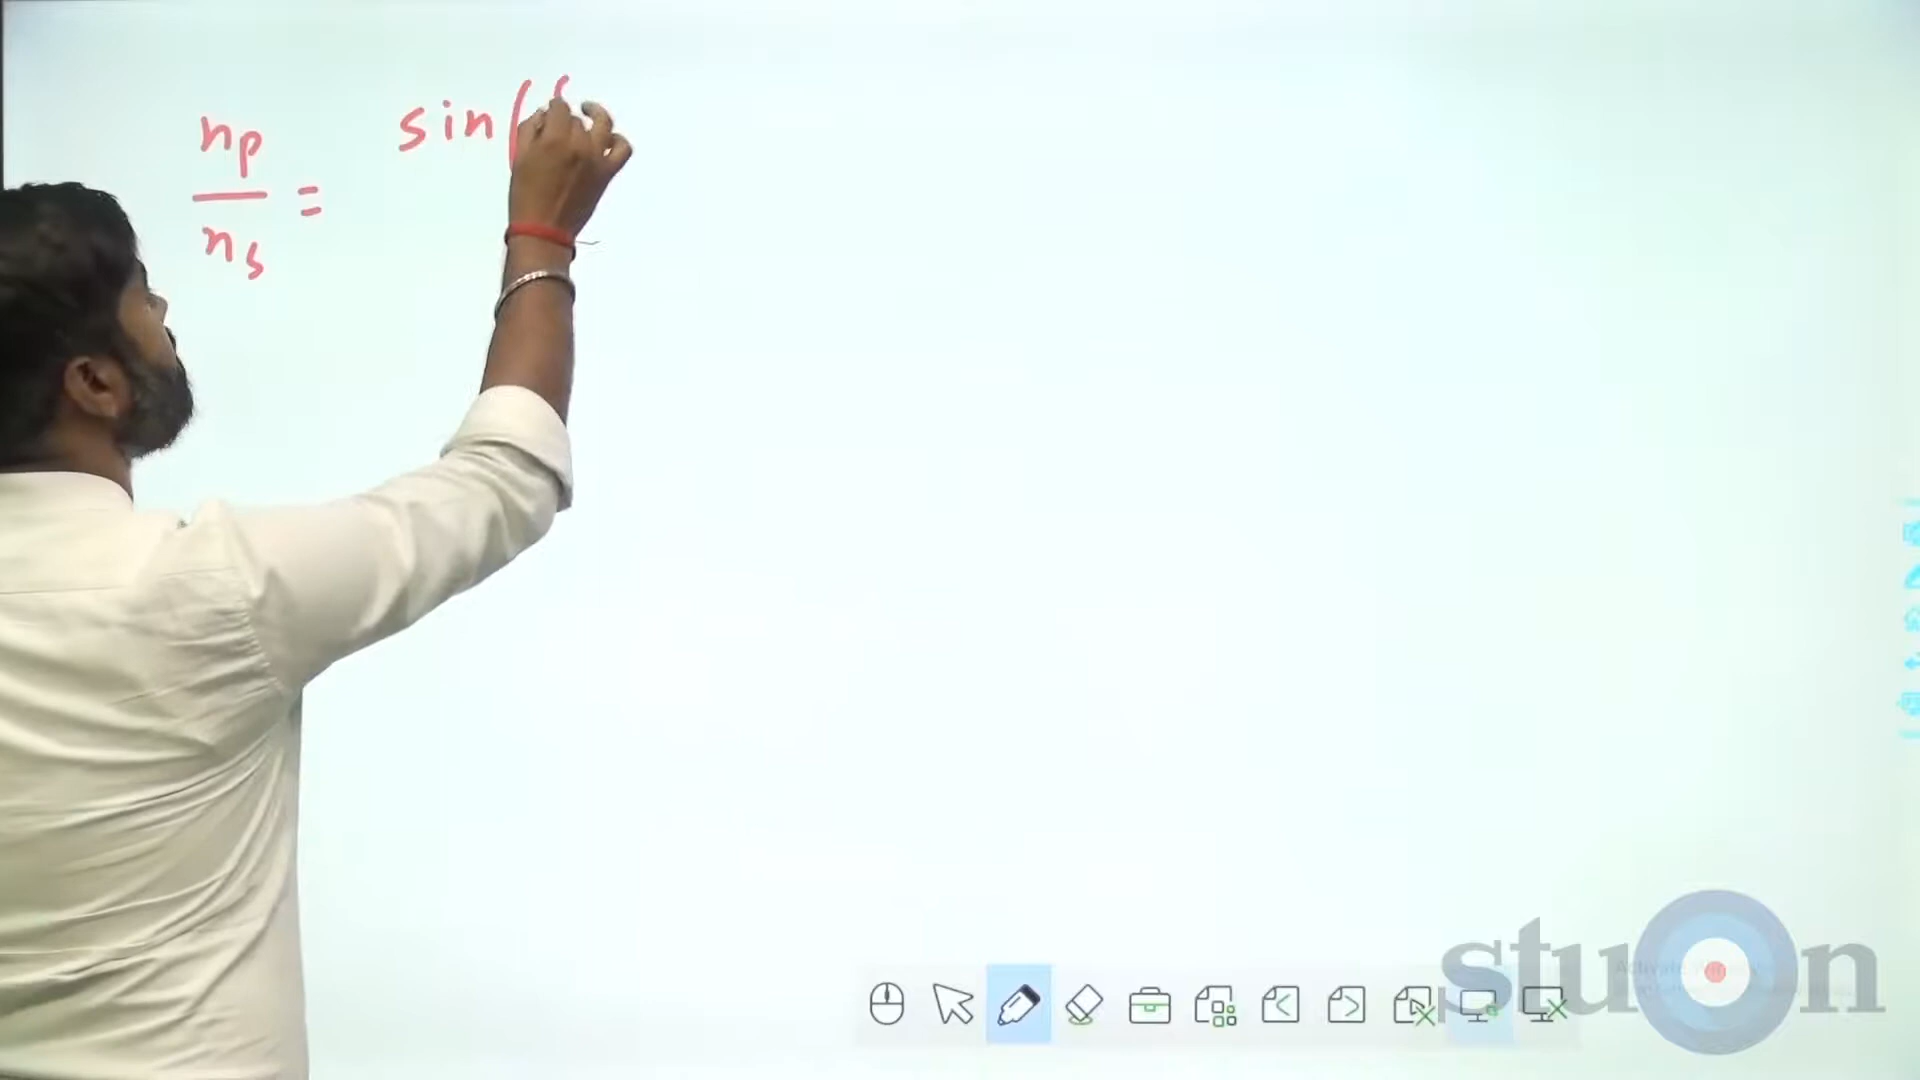 np
— = sin(
ns
stuon